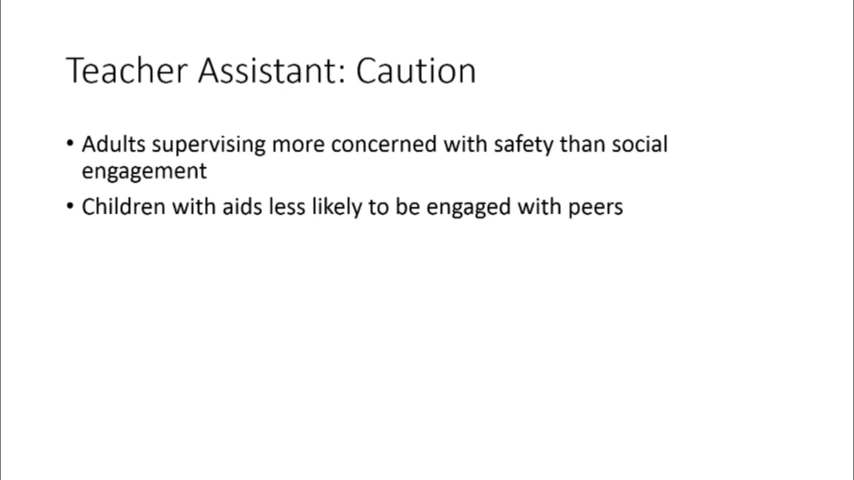 Teacher Assistant: Caution
• Adults supervising more concerned with safety than social
engagement
• Children with aids less likely to be engaged with peers